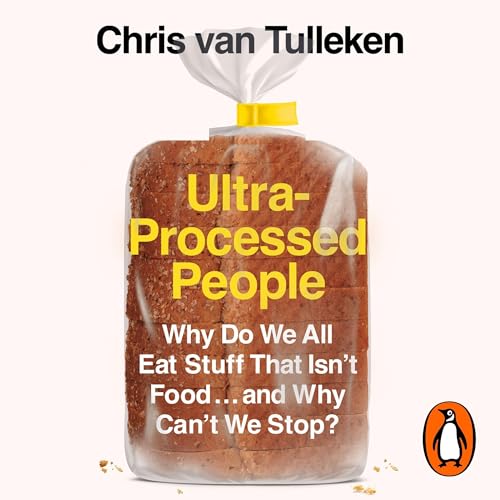 Chris van Tulleken
Ultra-
Processed
People
Why Do We All
Eat Stuff That Isn’t
Food...and Why
Can’t We Stop?